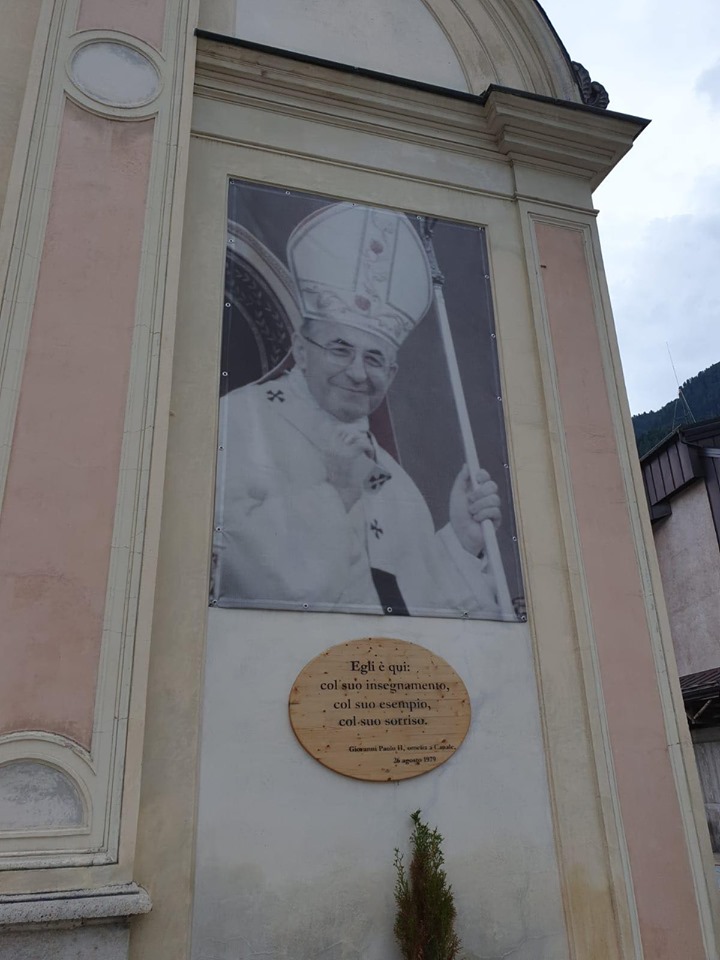 Egli è qui:
col suo insegnamento,
col suo esempio,
col suo sorriso.
Giovanni Paolo II, omelia a Canale,
26 agosto 1979